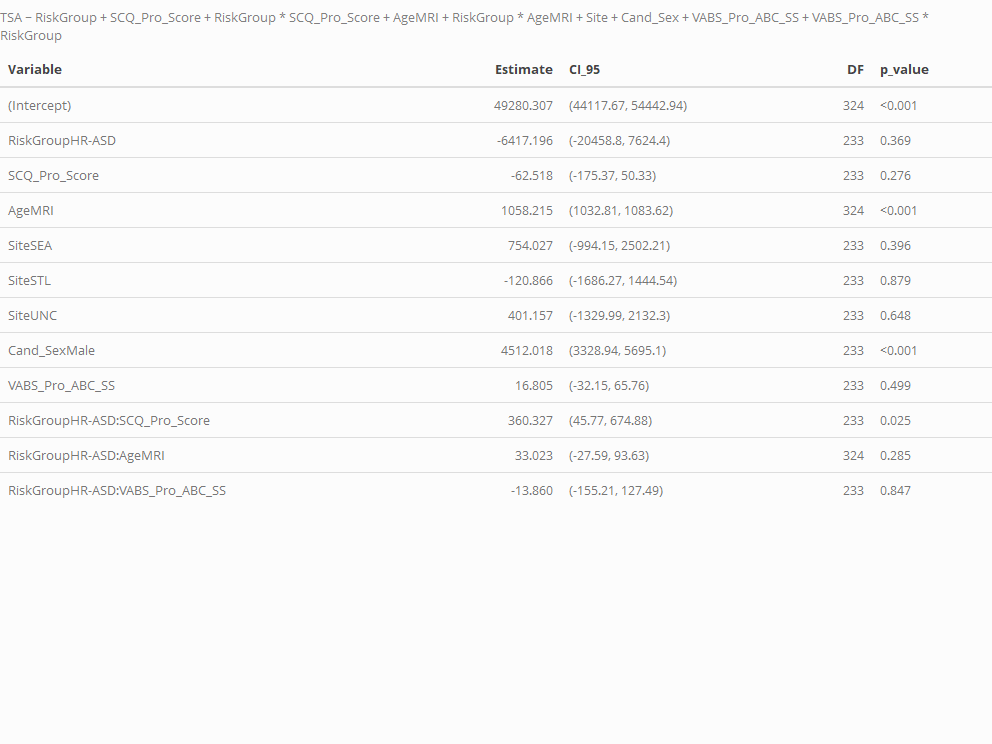 TSA ~ RiskGroup + SCQ_Pro_Score + RiskGroup * SCQ_Pro_Score + AgeMRI + RiskGroup * AgeMRI + Site + Cand_Sex + VABS_Pro_ABC_SS + VABS_Pro_ABC_SS *
RiskGroup
Variable Estimate CI_95 DF p_value
(Intercept) 49280.307 (44117.67, 54442.94) 324 <0.001
RiskGroupHR-ASD -6417.196 (-20458.8, 7624.4) 233 0.369
SCQ_Pro_Score -62.518 (-175.37, 50.33) 233 0.276
AgeMRI 1058.215 (1032.81, 1083.62) 324 <0.001
SiteSEA 754.027 (-994.15, 2502.21) 233 0.396
SiteSTL -120.866 (-1686.27, 1444.54) 233 0.879
SiteUNC 401.157 (-1329.99, 2132.3) 233 0.648
Cand_SexMale 4512.018 (3328.94, 5695.1) 233 <0.001
VABS_Pro_ABC_SS 16.805 (-32.15, 65.76) 233 0.499
RiskGroupHR-ASD:SCQ_Pro_Score 360.327 (45.77, 674.88) 233 0.025
RiskGroupHR-ASD:AgeMRI 33.023 (-27.59, 93.63) 324 0.285
RiskGroupHR-ASD:VABS_Pro_ABC_SS -13.860 (-155.21, 127.49) 233 0.847